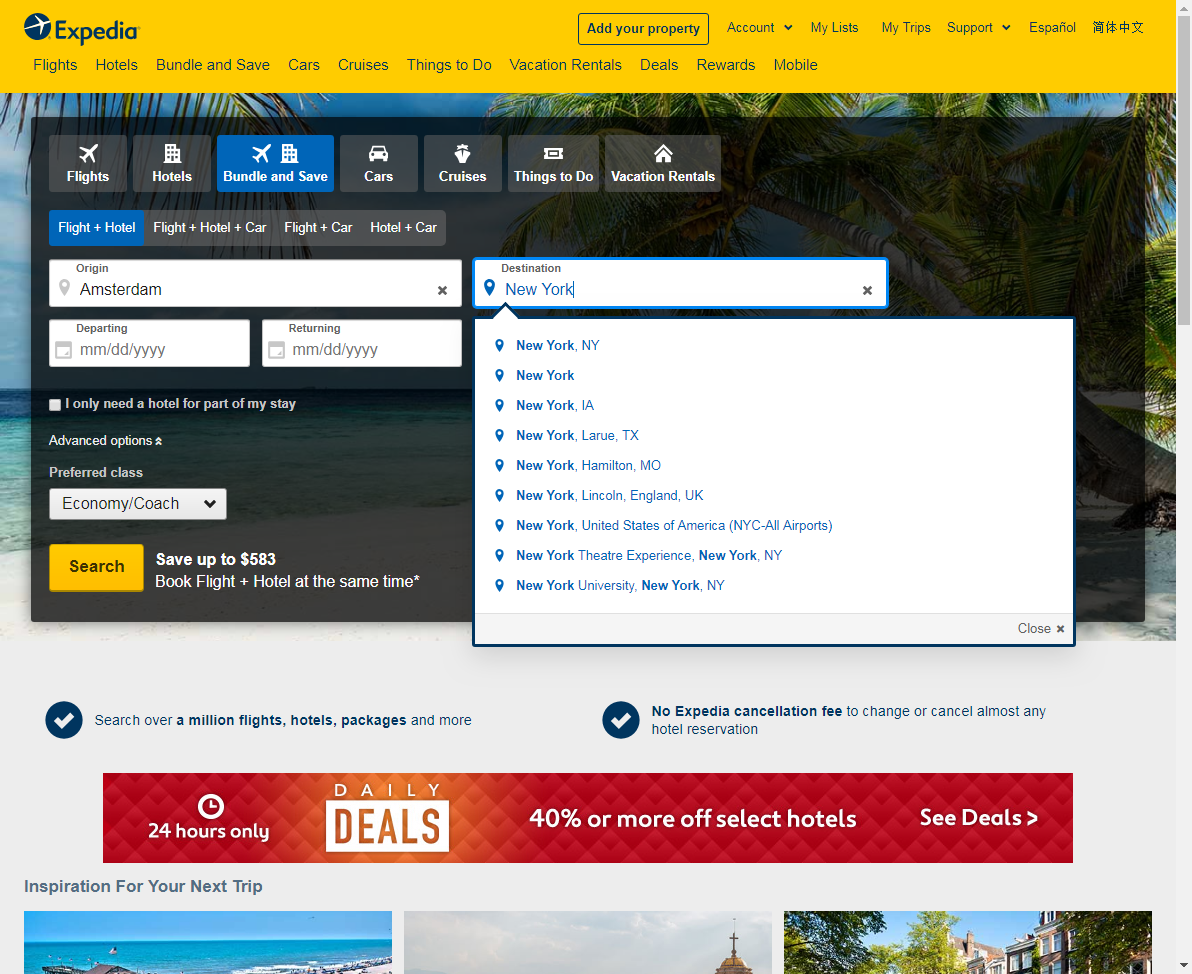 Expedia
Add your property
Account
My Lists
My Trips
Support
Español
简体中文
Flights
Hotels
Bundle and Save
Cars
Cruises
Things to Do
Vacation Rentals
Deals
Rewards
Mobile
Flights
Hotels
Bundle and Save
Cars
Cruises
Things to Do
Vacation Rentals
Flight + Hotel
Flight + Hotel + Car
Flight + Car
Hotel + Car
Origin
Amsterdam
Destination
New York
Departing
mm/dd/yyyy
Returning
mm/dd/yyyy
New York, NY
New York
New York, IA
New York, Larue, TX
New York, Hamilton, MO
New York, Lincoln, England, UK
New York, United States of America (NYC-All Airports)
New York Theatre Experience, New York, NY
New York University, New York, NY
Close
I only need a hotel for part of my stay
Advanced options
Preferred class
Economy/Coach
Search
Save up to $583
Book Flight + Hotel at the same time*
Search over a million flights, hotels, packages and more
No Expedia cancellation fee to change or cancel almost any
hotel reservation
24 hours only
DAILY
DEALS
40% or more off select hotels
See Deals >
Inspiration For Your Next Trip